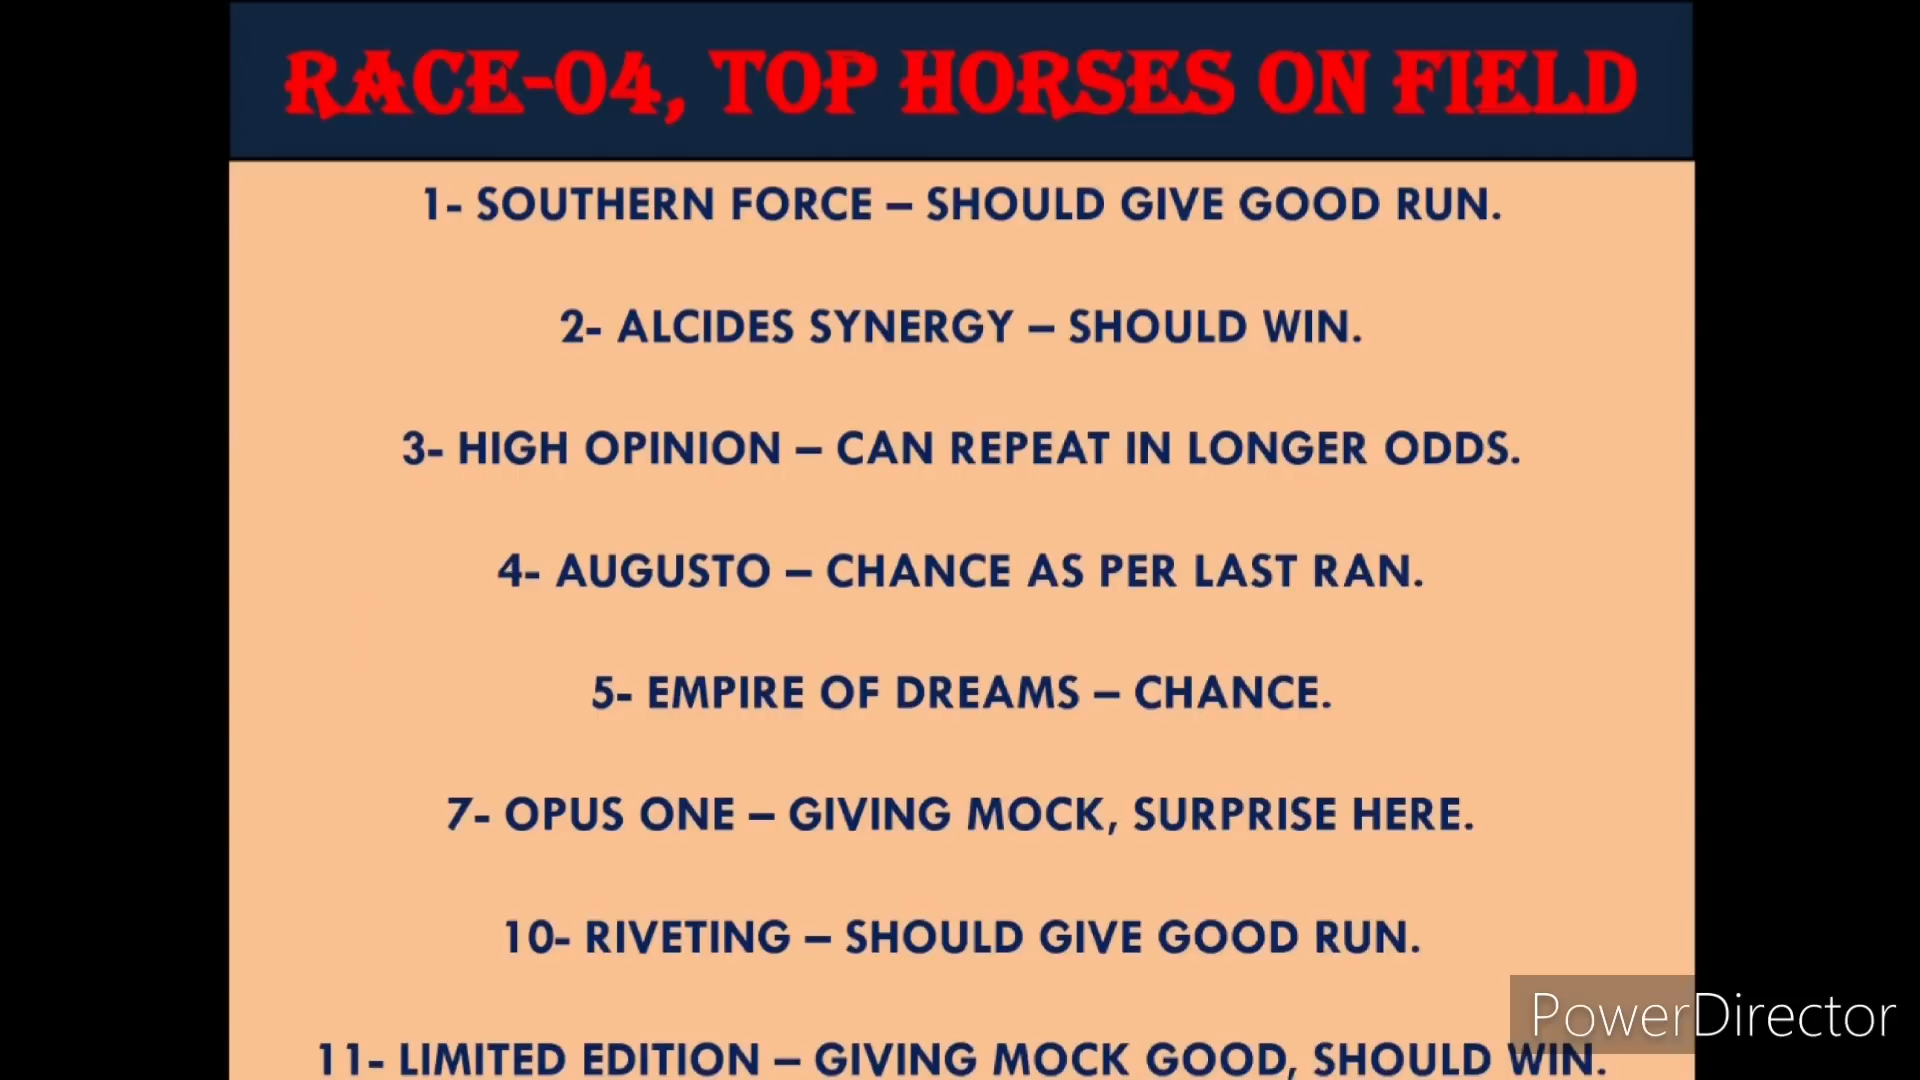 RACE-04, TOP HORSES ON FIELD
1- SOUTHERN FORCE – SHOULD GIVE GOOD RUN.
2- ALCIDES SYNERGY – SHOULD WIN.
3- HIGH OPINION – CAN REPEAT IN LONGER ODDS.
4- AUGUSTO – CHANCE AS PER LAST RAN.
5- EMPIRE OF DREAMS – CHANCE.
7- OPUS ONE – GIVING MOCK, SURPRISE HERE.
10- RIVETING – SHOULD GIVE GOOD RUN.
11- LIMITED EDITION – GIVING MOCK GOOD, SHOULD WIN.
PowerDirector